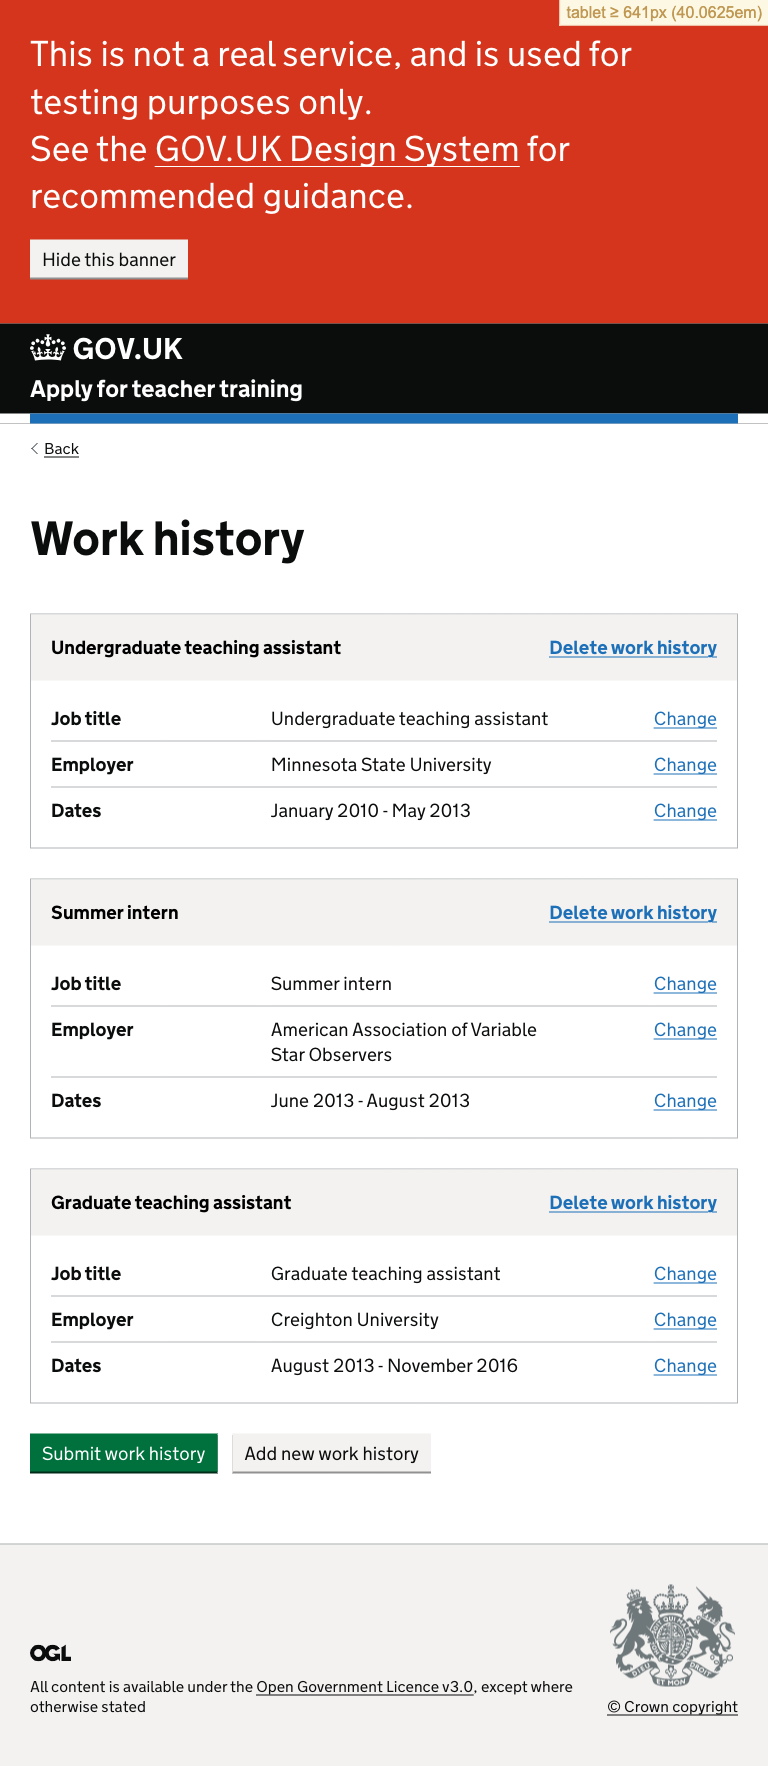 tablet ≥ 641px (40.0625em)
This is not a real service, and is used for
testing purposes only.
See the GOV.UK Design System for
recommended guidance.
Hide this banner
GOV.UK
Apply for teacher training
Back
Work history
Undergraduate teaching assistant Delete work history
Job title Undergraduate teaching assistant Change
Employer Minnesota State University Change
Dates January 2010 - May 2013 Change
Summer intern Delete work history
Job title Summer intern Change
Employer American Association of Variable Change
Star Observers
Dates June 2013 - August 2013 Change
Graduate teaching assistant Delete work history
Job title Graduate teaching assistant Change
Employer Creighton University Change
Dates August 2013 - November 2016 Change
Submit work history Add new work history
OGL
All content is available under the Open Government Licence v3.0, except where
otherwise stated
DIEU ET MON DROIT
© Crown copyright